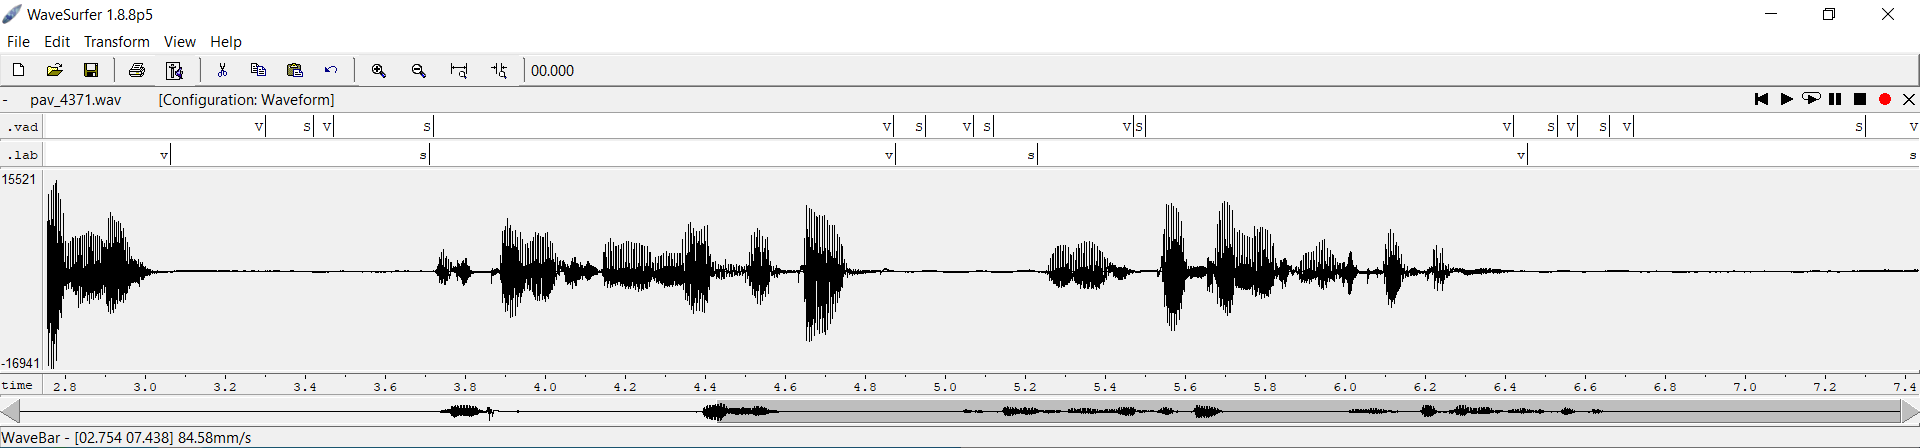 WaveSurfer 1.8.8p5
File Edit Transform View Help
00.000
- pav_4371.wav [Configuration: Waveform]
.vad V S V S V S V S V S V S V S V S V
.lab v s v s v s
15521
-16941
time 2.8 3.0 3.2 3.4 3.6 3.8 4.0 4.2 4.4 4.6 4.8 5.0 5.2 5.4 5.6 5.8 6.0 6.2 6.4 6.6 6.8 7.0 7.2 7.4
WaveBar - [02.754 07.438] 84.58mm/s